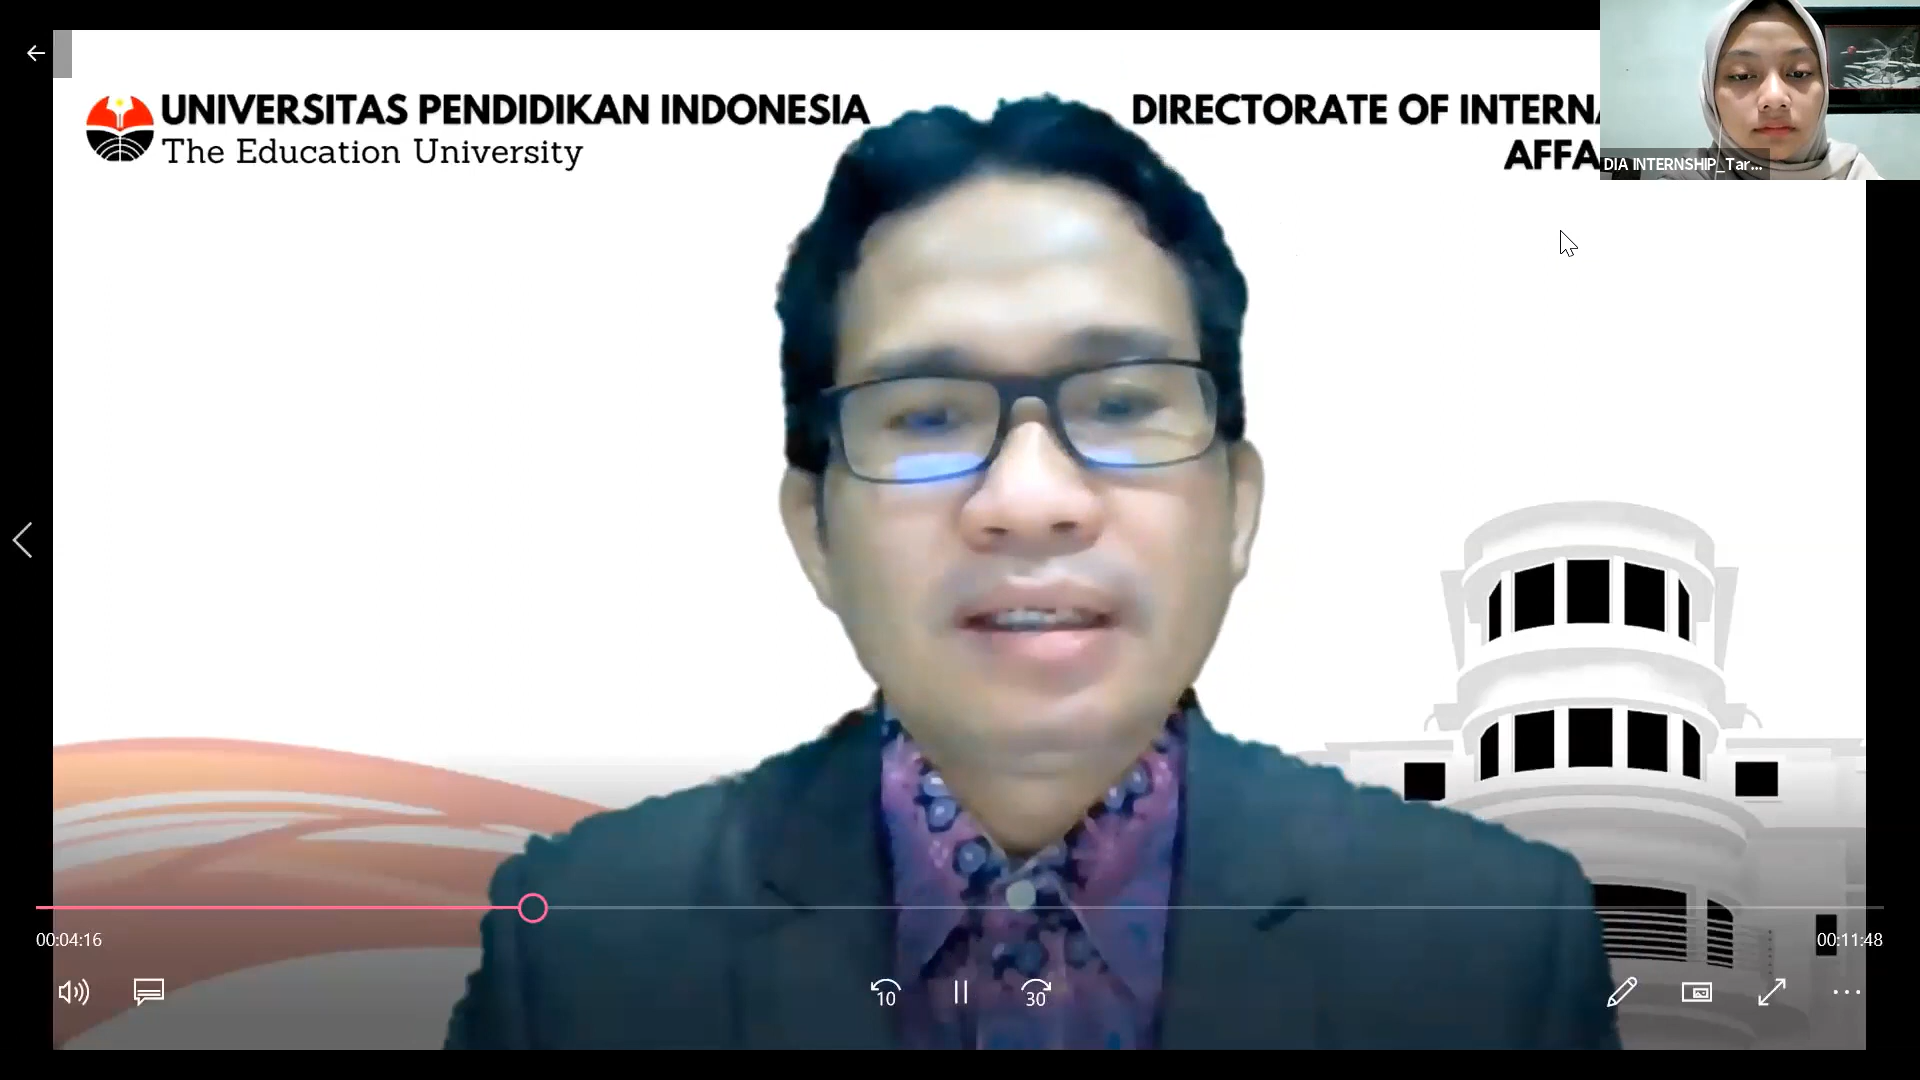 UNIVERSITAS PENDIDIKAN INDONESIA
The Education University
DIRECTORATE OF INTERNA
AFFA
DIA INTERNSHIP_Tar...
00:04:16
00:11:48
10
30